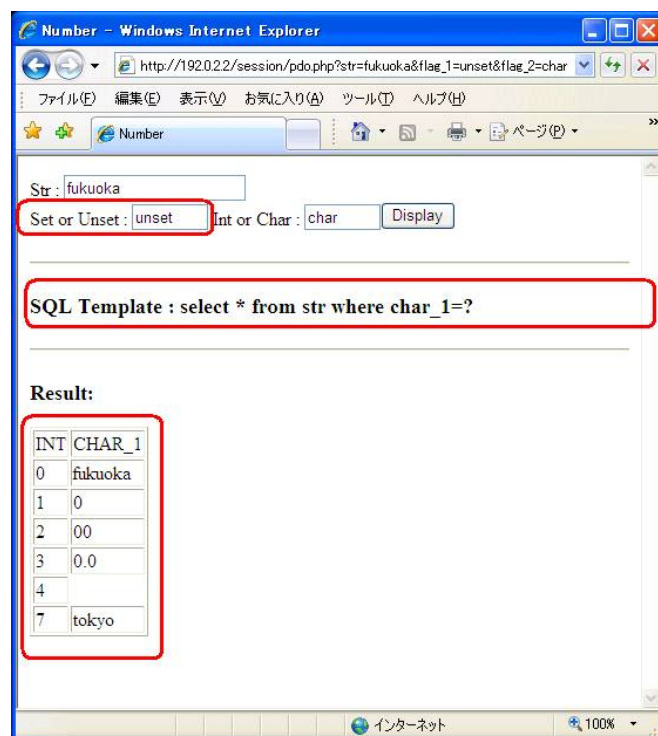 Number - Windows Internet Explorer
http://192.0.2.2/session/pdo.php?str=fukuoka&flag_1=unset&flag_2=char
ファイル(F) 編集(E) 表示(V) お気に入り(A) ツール(T) ヘルプ(H)
Number ページ(P) »
Str : fukuoka
Set or Unset : unset Int or Char : char Display
SQL Template : select * from str where char_1=?
Result:
INT CHAR_1
0 fukuoka
1 0
2 00
3 0.0
4
7 tokyo
インターネット 100%